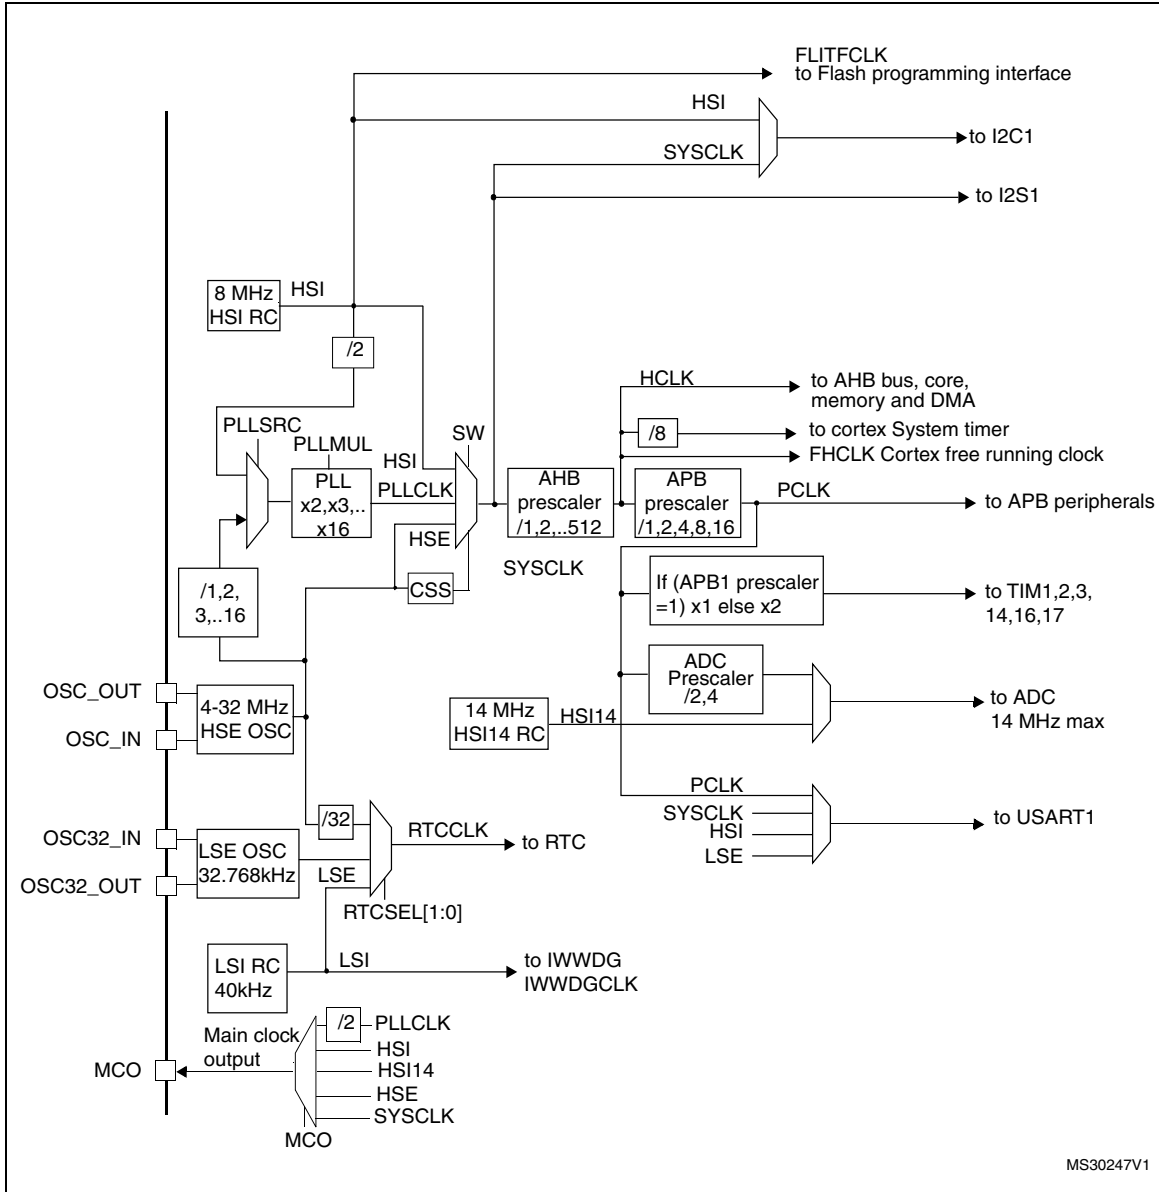 FLITFCLK
to Flash programming interface
HSI
to I2C1
SYSCLK
to I2S1
8 MHz
HSI RC
HSI
/2
HCLK
to AHB bus, core,
memory and DMA
PLLSRC
PLLMUL
SW
/8
to cortex System timer
HSI
FHCLK Cortex free running clock
PLL
x2,x3,..
x16
PLLCLK
AHB
prescaler
/1,2,..512
APB
prescaler
/1,2,4,8,16
PCLK
to APB peripherals
HSE
SYSCLK
/1,2,
3,..16
CSS
If (APB1 prescaler
=1) x1 else x2
to TIM1,2,3,
14,16,17
OSC_OUT
OSC_IN
4-32 MHz
HSE OSC
ADC
Prescaler
/2,4
14 MHz
HSI14 RC
HSI14
to ADC
14 MHz max
PCLK
SYSCLK
HSI
LSE
to USART1
/32
RTCCLK
to RTC
OSC32_IN
OSC32_OUT
LSE OSC
32.768kHz
LSE
RTCSEL[1:0]
LSI RC
40kHz
LSI
to IWWDG
IWWDGCLK
/2
PLLCLK
Main clock
output
HSI
MCO
HSI14
HSE
SYSCLK
MCO
MS30247V1